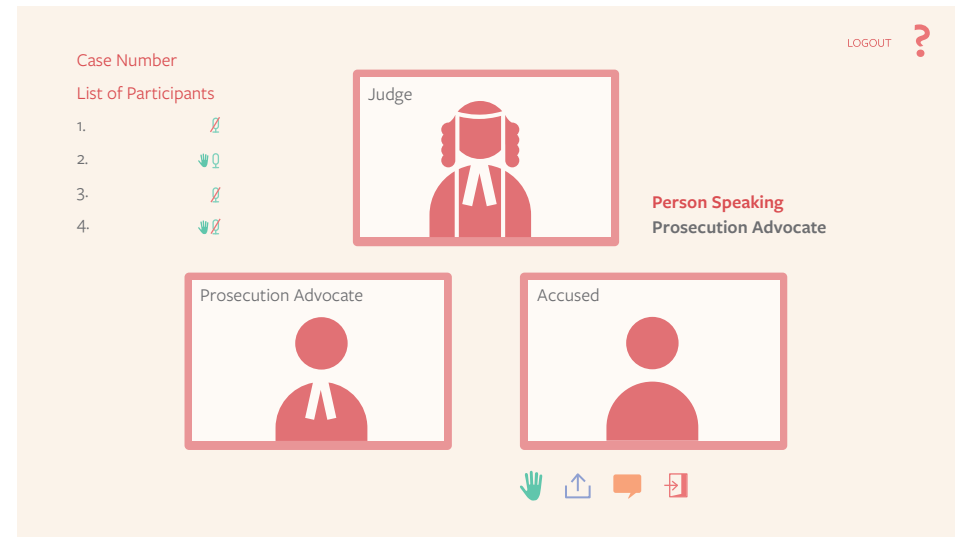 LOGOUT
?
Case Number
List of Participants
1.
2.
3.
4.
Judge
Person Speaking
Prosecution Advocate
Prosecution Advocate
Accused